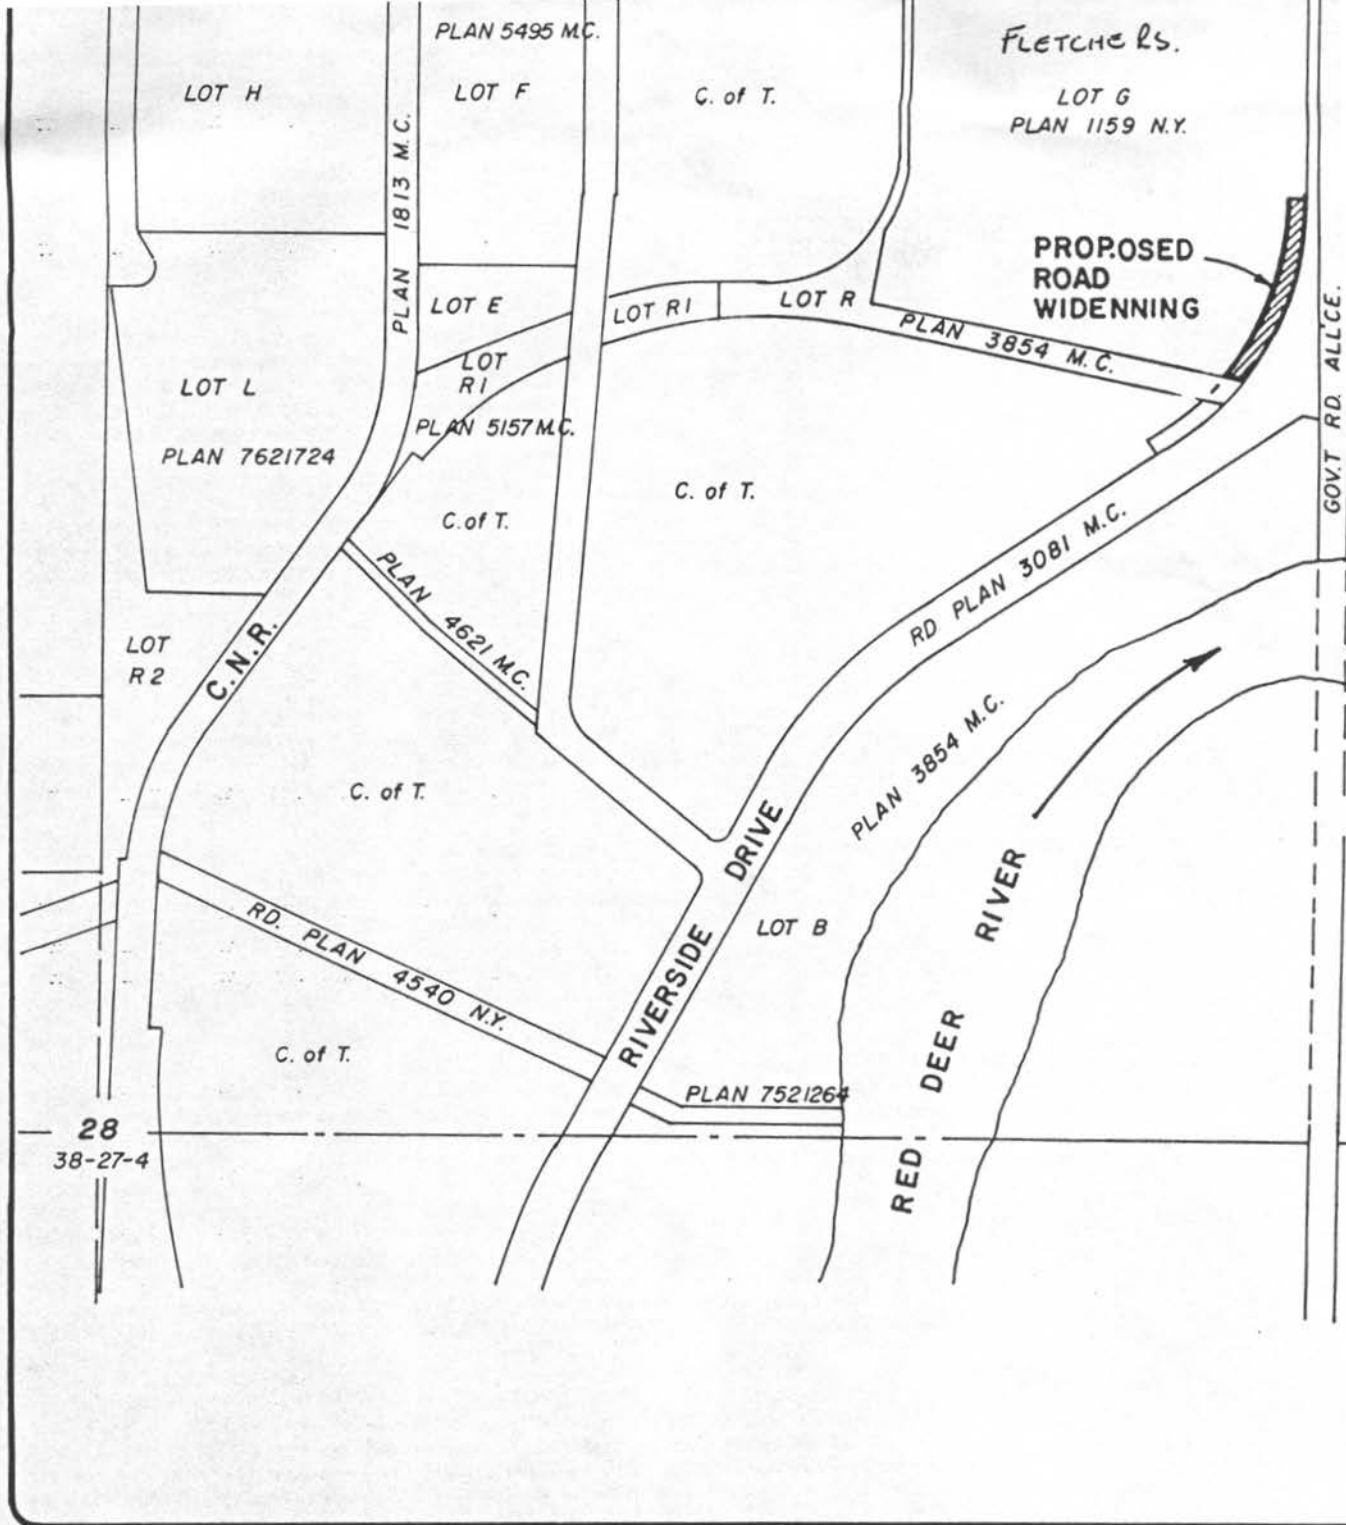 PLAN 5495 M.C.
FLETCHERS.
LOT H
LOT F
C. of T.
LOT G
PLAN 1159 N.Y.
PLAN 1813 M.C.
PROPOSED
ROAD
WIDENNING
LOT E
LOT R1
LOT R
PLAN 3854 M.C.
GOV.T RD. ALL'CE.
LOT
R1
LOT L
PLAN 5157 M.C.
PLAN 7621724
C. of T.
C. of T.
RD PLAN 3081 M.C.
PLAN 4621 M.C.
LOT
R2
C.N.R.
PLAN 3854 M.C.
C. of T.
RIVERSIDE DRIVE
LOT B
RED DEER RIVER
RD. PLAN 4540 N.Y.
C. of T.
PLAN 7521264
28
38-27-4